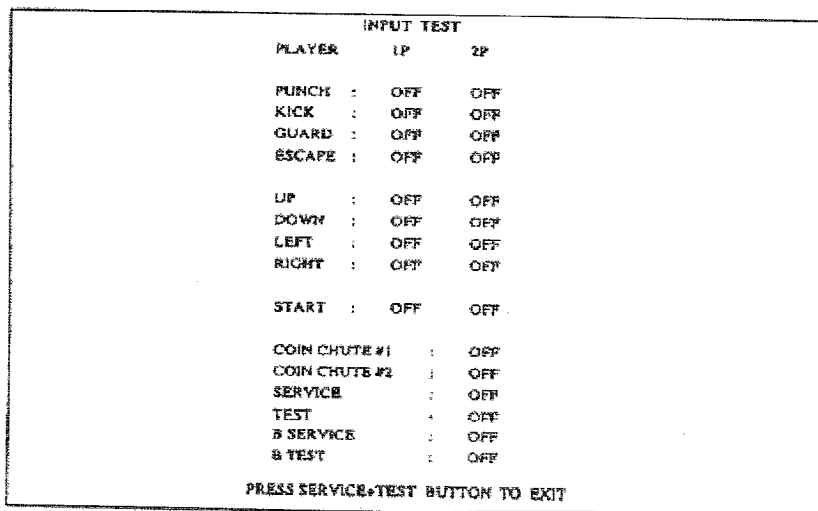 INPUT TEST
PLAYER 1P 2P
PUNCH : OFF OFF
KICK : OFF OFF
GUARD : OFF OFF
ESCAPE : OFF OFF
UP : OFF OFF
DOWN : OFF OFF
LEFT : OFF OFF
RIGHT : OFF OFF
START : OFF OFF
COIN CHUTE #1 : OFF
COIN CHUTE #2 : OFF
SERVICE : OFF
TEST : OFF
B SERVICE : OFF
B TEST : OFF
PRESS SERVICE+TEST BUTTON TO EXIT